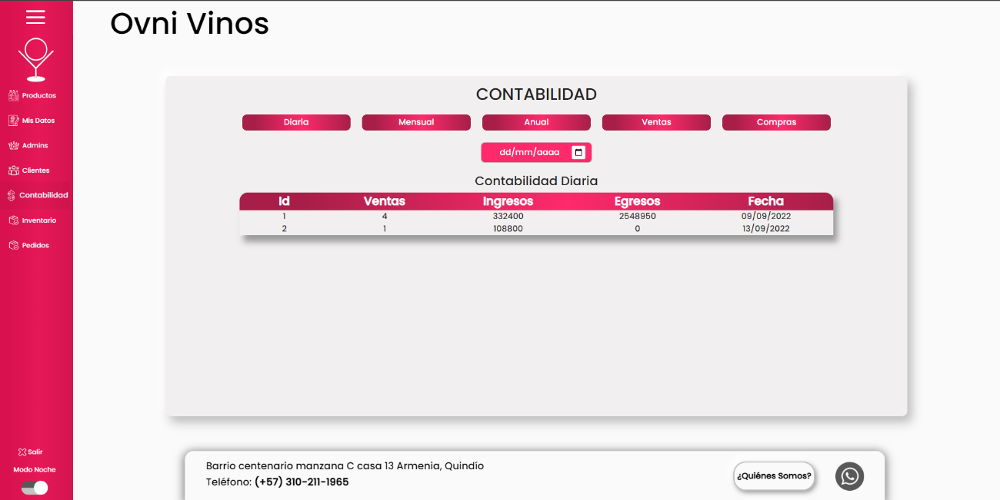 Ovni Vinos
Productos
Mis Datos
Admins
Clientes
Contabilidad
Inventario
Pedidos
Salir
Modo Noche
CONTABILIDAD
Diaria Mensual Anual Ventas Compras
dd/mm/aaaa
Contabilidad Diaria
Id Ventas Ingresos Egresos Fecha
1 4 332400 2548950 09/09/2022
2 1 108800 0 13/09/2022
Barrio centenario manzana C casa 13 Armenia, Quindío
Teléfono: (+57) 310-211-1965
¿Quiénes Somos?